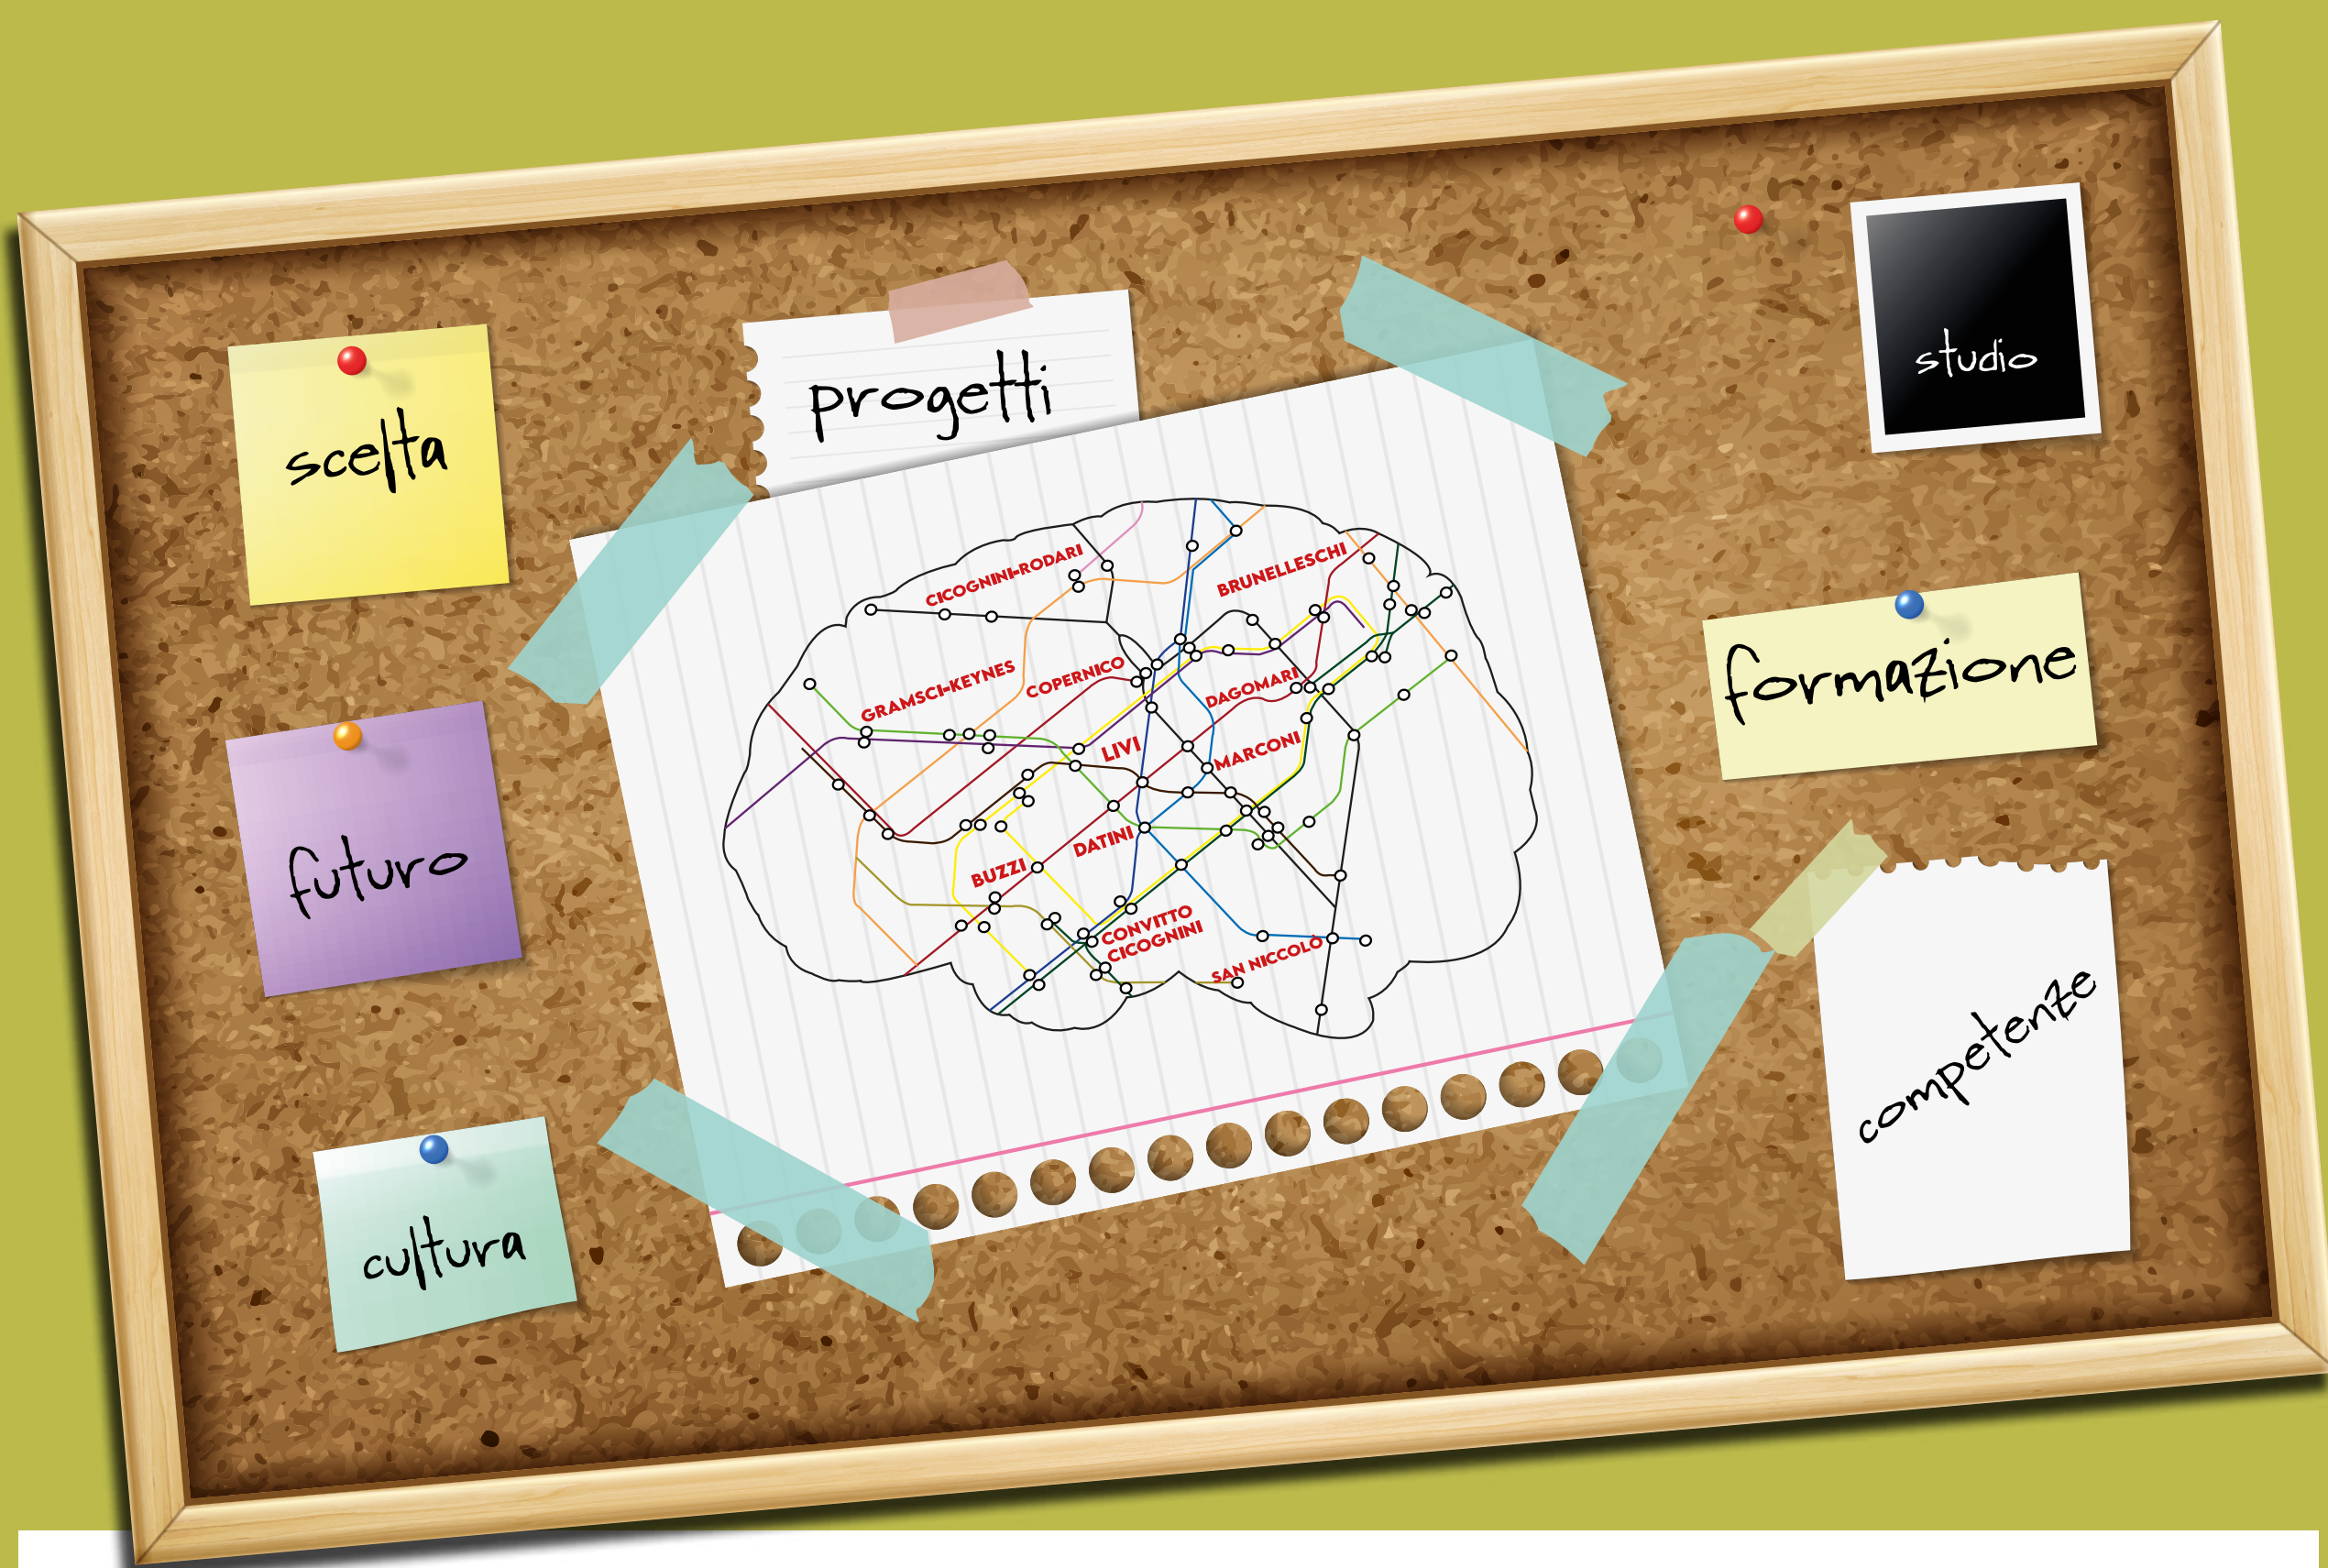 studio
progetti
scelta
CICOGNINI-RODARI
BRUNELLESCHI
GRAMSCI-KEYNES
COPERNICO
DAGOMARI
LIVI
MARCONI
DATINI
BUZZI
CONVITTO
CICOGNINI
SAN NICCOLÒ
formazione
futuro
competenze
cultura